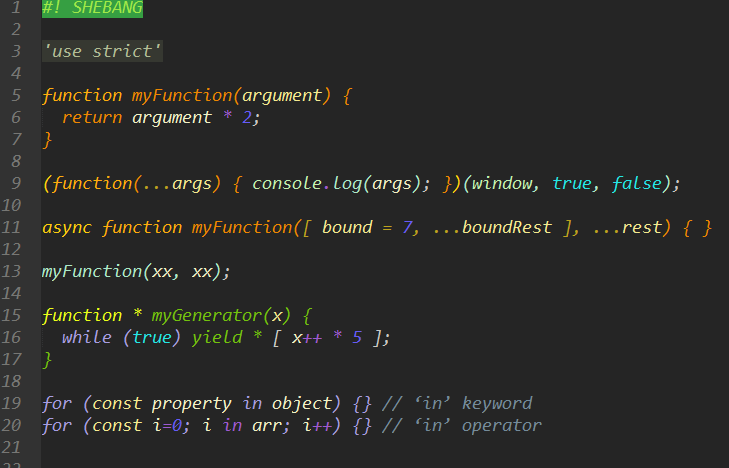 1 #! SHEBANG
2
3 'use strict'
4
5 function myFunction(argument) {
6 return argument * 2;
7 }
8
9 (function(...args) { console.log(args); })(window, true, false);
10
11 async function myFunction([ bound = 7, ...boundRest ], ...rest) { }
12
13 myFunction(xx, xx);
14
15 function * myGenerator(x) {
16 while (true) yield * [ x++ * 5 ];
17 }
18
19 for (const property in object) {} // ‘in’ keyword
20 for (const i=0; i in arr; i++) {} // ‘in’ operator
21